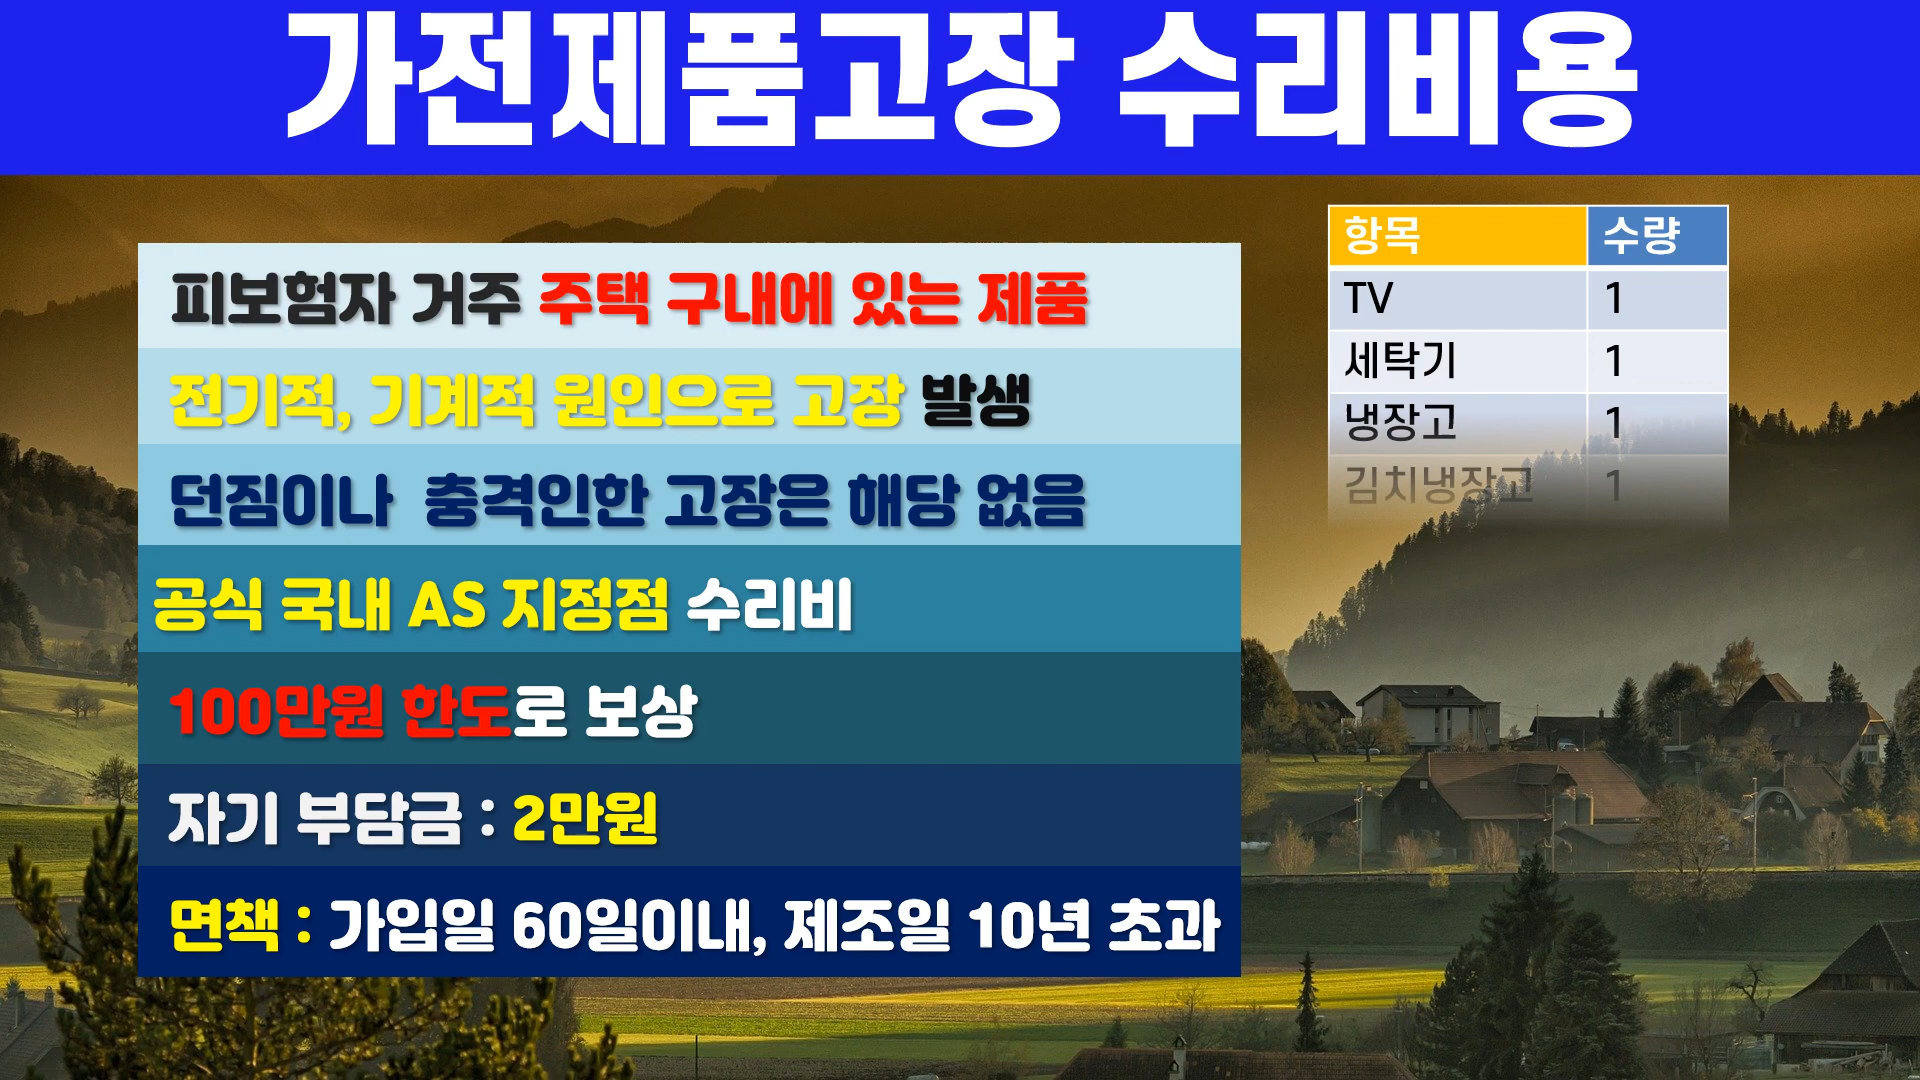 가전제품고장 수리비용
피보험자 거주 주택 구내에 있는 제품
전기적, 기계적 원인으로 고장 발생
던짐이나 충격인한 고장은 해당 없음
공식 국내 AS 지정점 수리비
100만원 한도로 보상
자기 부담금 : 2만원
면책 : 가입일 60일이내, 제조일 10년 초과
항목 수량
TV 1
세탁기 1
냉장고 1
김치냉장고 1